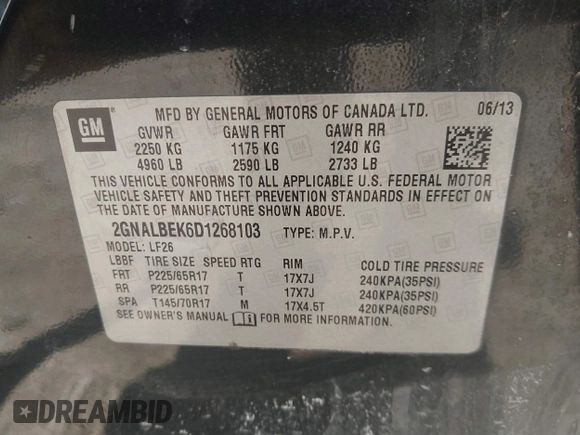 GM
MFD BY GENERAL MOTORS OF CANADA LTD. 06/13
GVWR GAWR FRT GAWR RR
2250 KG 1175 KG 1240 KG
4960 LB 2590 LB 2733 LB
THIS VEHICLE CONFORMS TO ALL APPLICABLE U.S. FEDERAL MOTOR
VEHICLE SAFETY AND THEFT PREVENTION STANDARDS IN EFFECT ON
THE DATE OF MANUFACTURE SHOWN ABOVE.
2GNALBEK6D1268103 TYPE: M.P.V.
MODEL: LF26
LBBF TIRE SIZE SPEED RTG RIM COLD TIRE PRESSURE
FRT P225/65R17 T 17X7J 240KPA(35PSI)
RR P225/65R17 T 17X7J 240KPA(35PSI)
SPA T145/70R17 M 17X4.5T 420KPA(60PSI)
SEE OWNER'S MANUAL FOR MORE INFORMATION.
DREAMBID